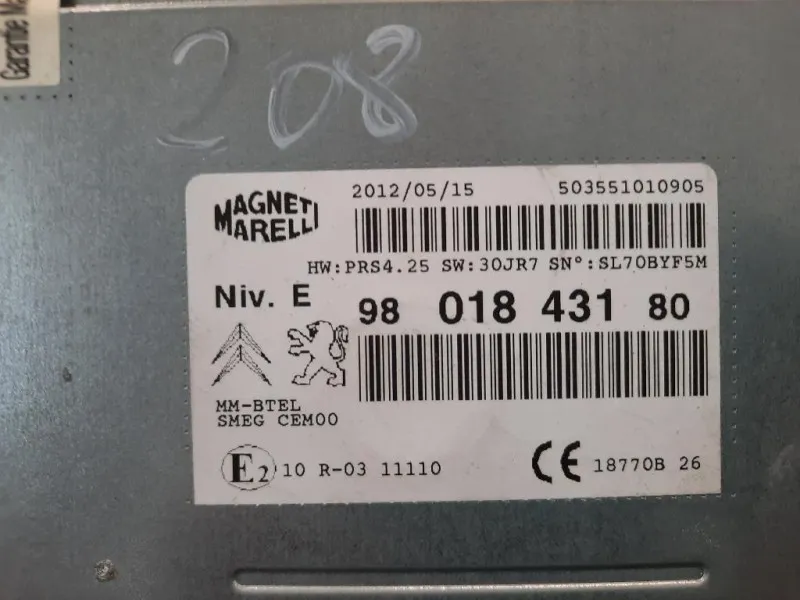 Garantie
208
MAGNETI MARELLI
2012/05/15 503551010905
HW:PRS4.25 SW:30JR7 SN°:SL70BYF5M
Niv. E 98 018 431 80
MM-BTEL
SMEG CEM00
E2 10 R-03 11110 CE 18770B 26